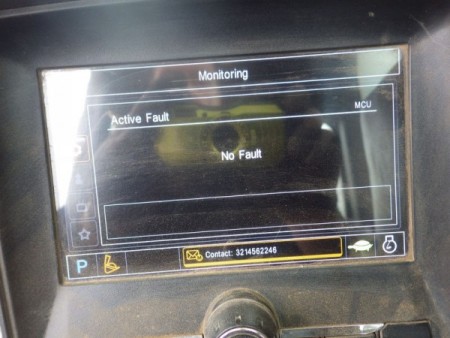 Monitoring
Active Fault
MCU
No Fault
P
Contact: 3214562246